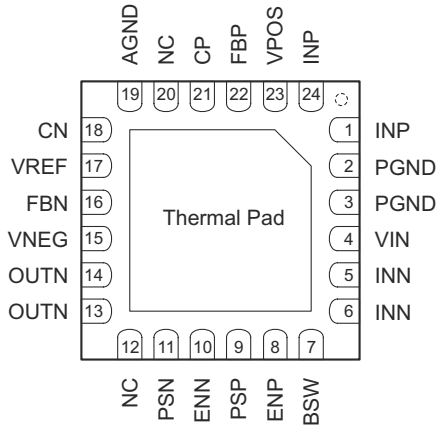 AGND NC CP FBP VPOS INP
19 20 21 22 23 24
CN 18 1 INP
VREF 17 2 PGND
FBN 16 3 PGND
Thermal Pad
VNEG 15 4 VIN
OUTN 14 5 INN
OUTN 13 6 INN
12 11 10 9 8 7
NC PSN ENN PSP ENP BSW